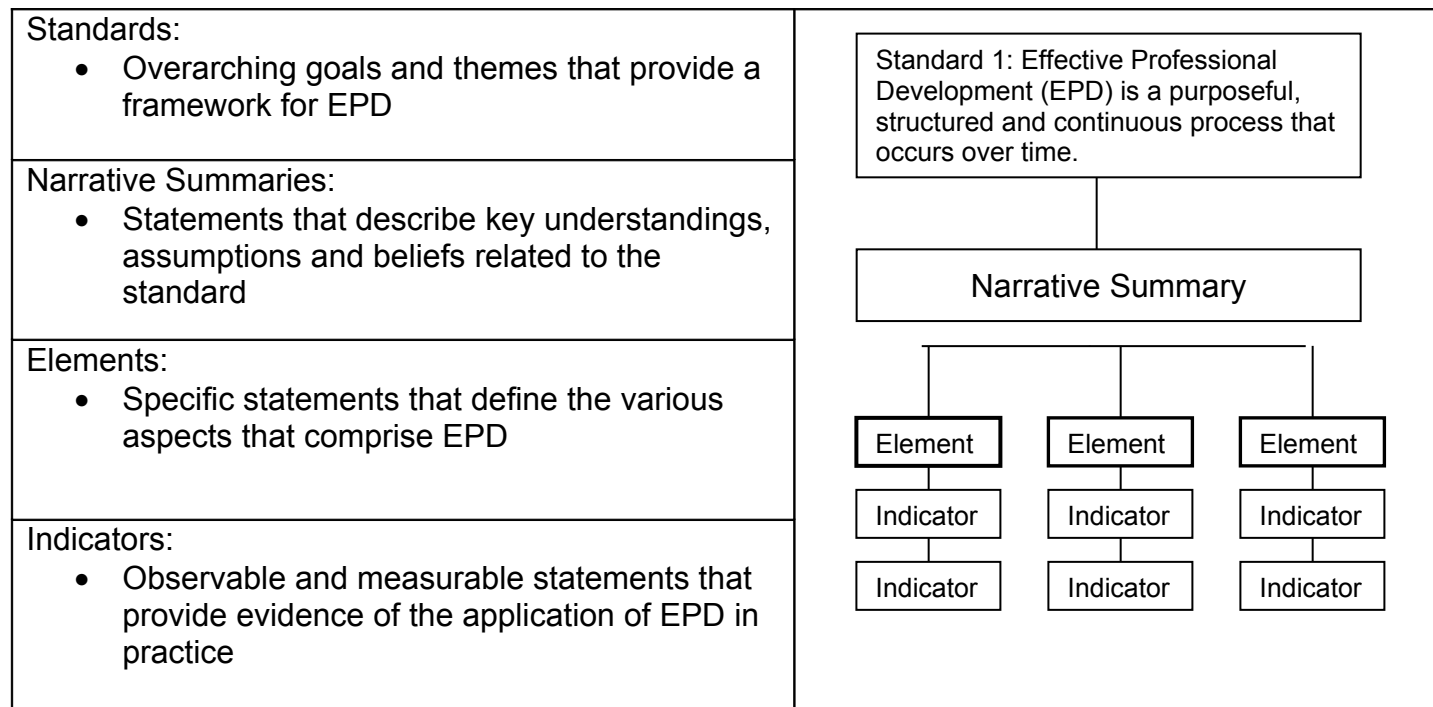 Standards:
• Overarching goals and themes that provide a
framework for EPD
Narrative Summaries:
• Statements that describe key understandings,
assumptions and beliefs related to the
standard
Elements:
• Specific statements that define the various
aspects that comprise EPD
Indicators:
• Observable and measurable statements that
provide evidence of the application of EPD in
practice
Standard 1: Effective Professional
Development (EPD) is a purposeful,
structured and continuous process that
occurs over time.
Narrative Summary
Element Element Element
Indicator Indicator Indicator
Indicator Indicator Indicator